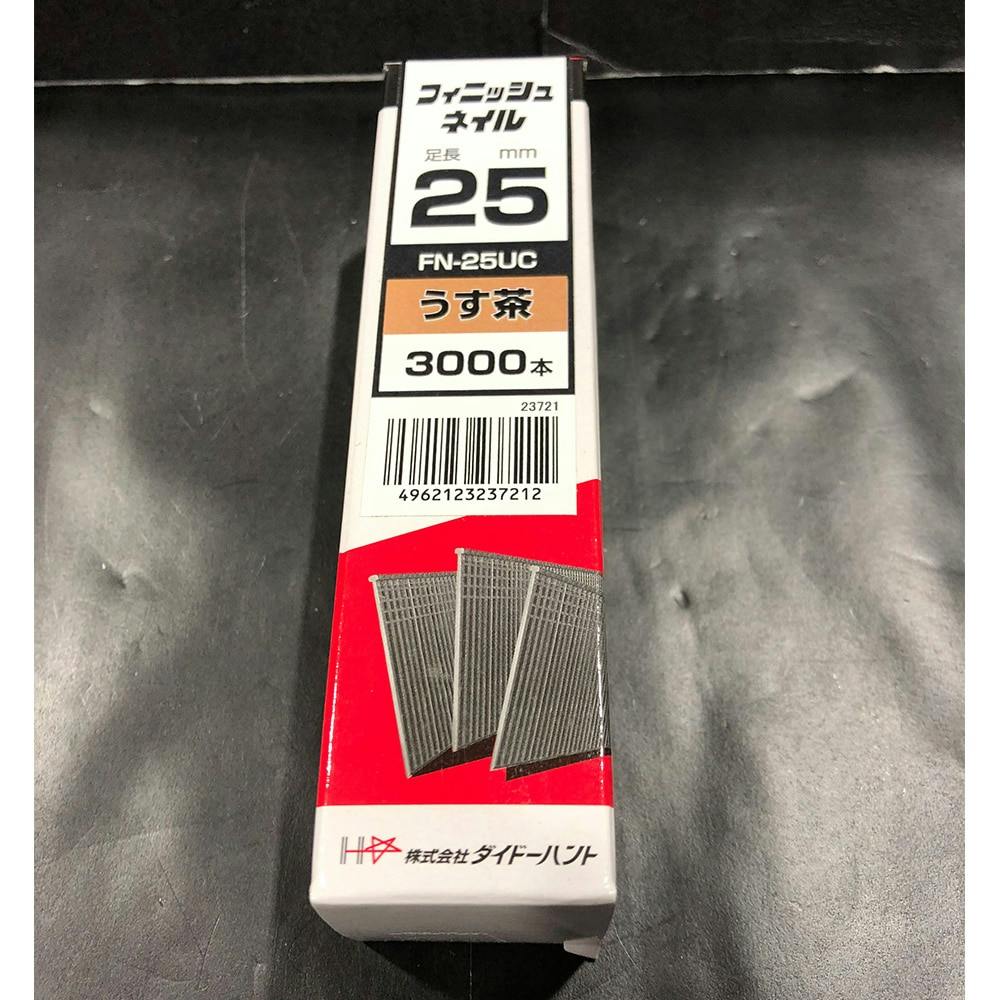 フィニッシュ
ネイル
足長 mm
25
FN-25UC
うす茶
3000本
23721
4962123237212
株式会社ダイドーハント